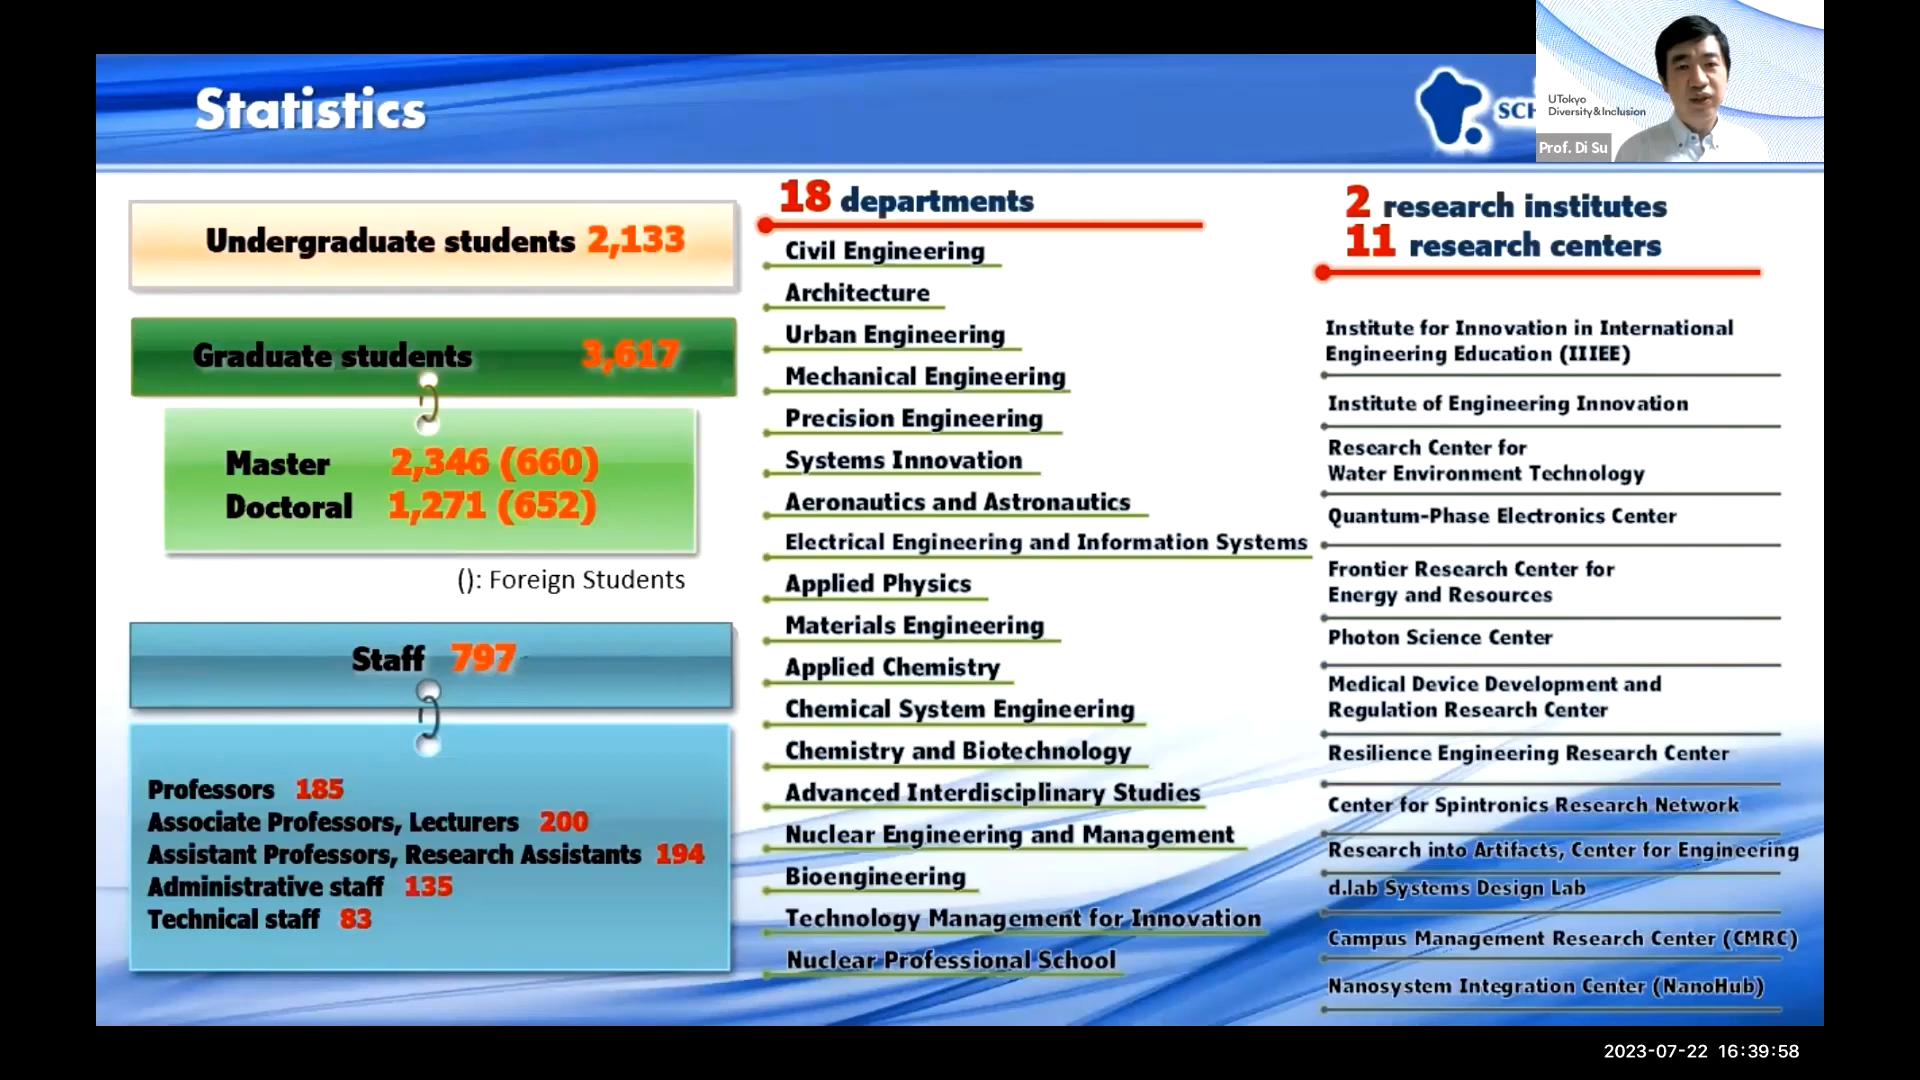 Statistics
SCH
UTokyo
Diversity&Inclusion
Prof. Di Su
Undergraduate students 2,133
Graduate students 3,617
Master 2,346 (660)
Doctoral 1,271 (652)
(): Foreign Students
Staff 797
Professors 185
Associate Professors, Lecturers 200
Assistant Professors, Research Assistants 194
Administrative staff 135
Technical staff 83
18 departments
Civil Engineering
Architecture
Urban Engineering
Mechanical Engineering
Precision Engineering
Systems Innovation
Aeronautics and Astronautics
Electrical Engineering and Information Systems
Applied Physics
Materials Engineering
Applied Chemistry
Chemical System Engineering
Chemistry and Biotechnology
Advanced Interdisciplinary Studies
Nuclear Engineering and Management
Bioengineering
Technology Management for Innovation
Nuclear Professional School
2 research institutes
11 research centers
Institute for Innovation in International
Engineering Education (IIIEE)
Institute of Engineering Innovation
Research Center for
Water Environment Technology
Quantum-Phase Electronics Center
Frontier Research Center for
Energy and Resources
Photon Science Center
Medical Device Development and
Regulation Research Center
Resilience Engineering Research Center
Center for Spintronics Research Network
Research into Artifacts, Center for Engineering
d.lab Systems Design Lab
Campus Management Research Center (CMRC)
Nanosystem Integration Center (NanoHub)
2023-07-22 16:39:58